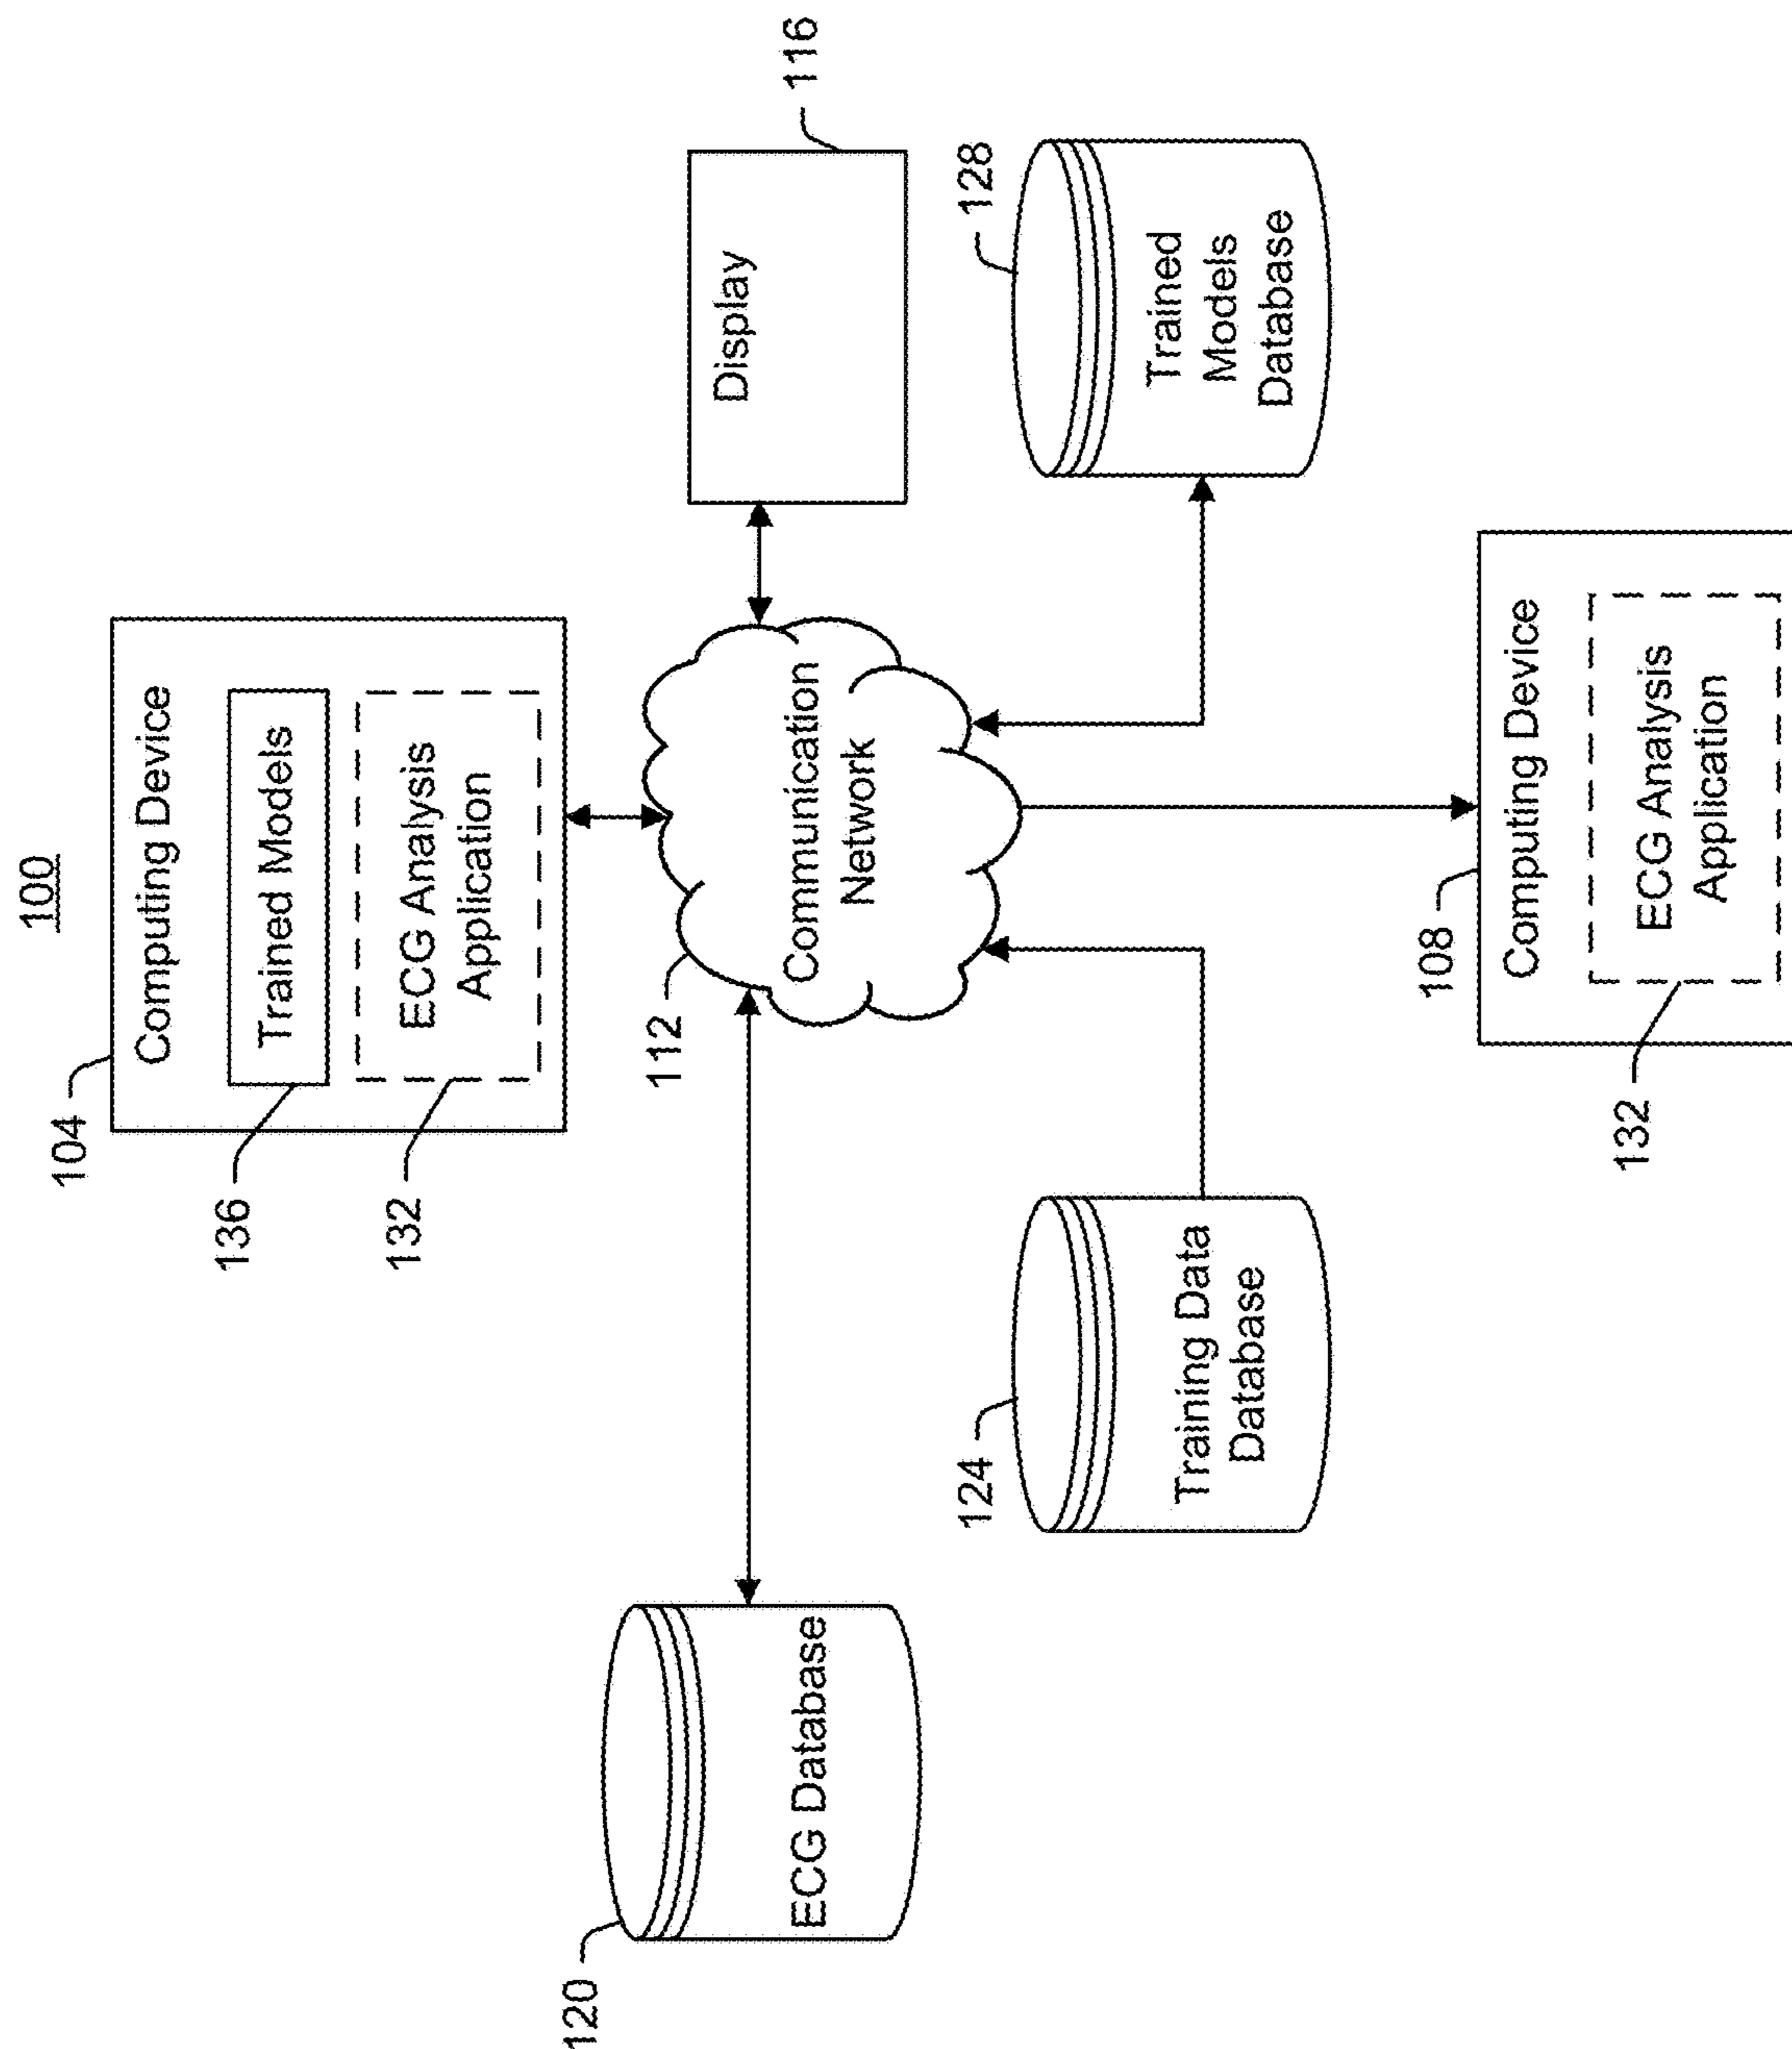 100
104
Computing Device
136
Trained Models
132
ECG Analysis
Application
112
Communication
Network
Display
116
120
ECG Database
124
Training Data
Database
128
Trained
Models
Database
108
Computing Device
132
ECG Analysis
Application